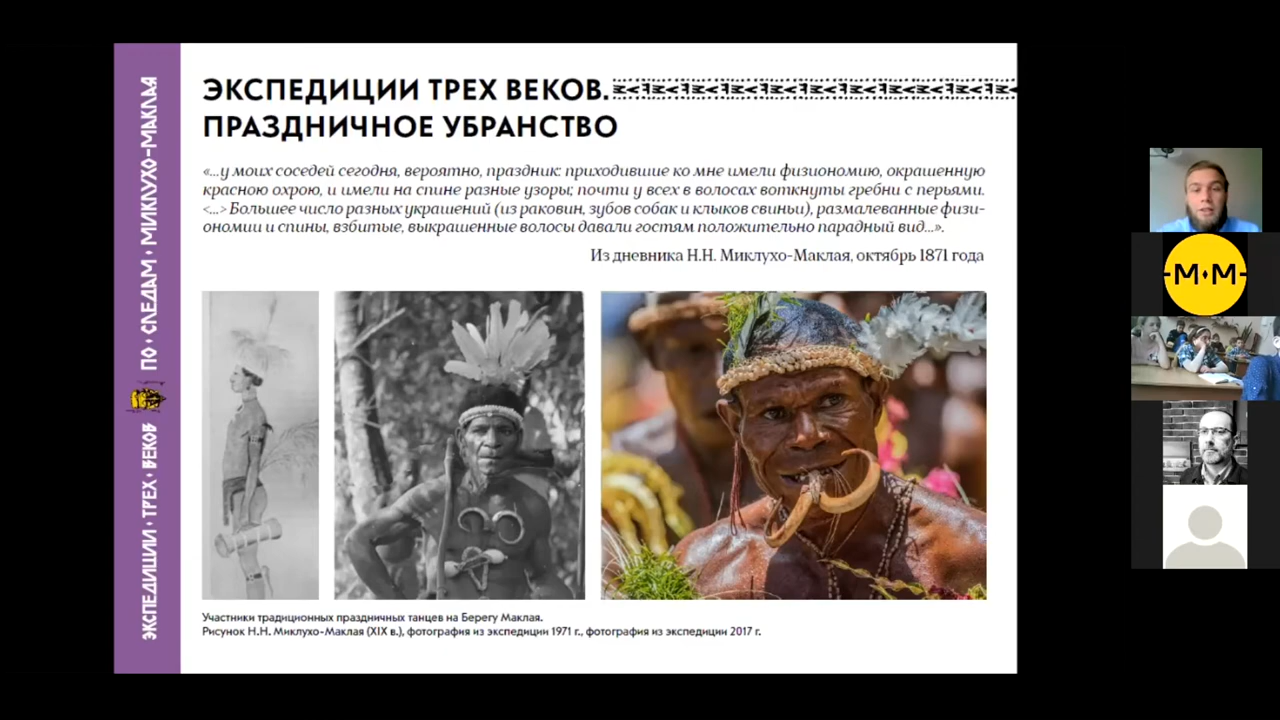 ЭКСПЕДИЦИИ ТРЕХ ВЕКОВ.
ПРАЗДНИЧНОЕ УБРАНСТВО
«...у моих соседей сегодня, вероятно, праздник: приходившие ко мне имели физиономию, окрашенную
красною охрою, и имели на спине разные узоры; почти у всех в волосах воткнуты гребни с перьями.
<...> Большее число разных украшений (из раковин, зубов собак и клыков свиньи), размалеванные физи-
ономии и спины, взбитые, выкрашенные волосы давали гостям положительно парадный вид...».
Из дневника Н.Н. Миклухо-Маклая, октябрь 1871 года
Участники традиционных праздничных танцев на Берегу Маклая.
Рисунок Н.Н. Миклухо-Маклая (XIX в.), фотография из экспедиции 1971 г., фотография из экспедиции 2017 г.
ЭКСПЕДИЦИИ • ТРЕХ • ВЕКОВ
ПО • СЛЕДАМ • МИКЛУХО-МАКЛАЯ
-М•М-